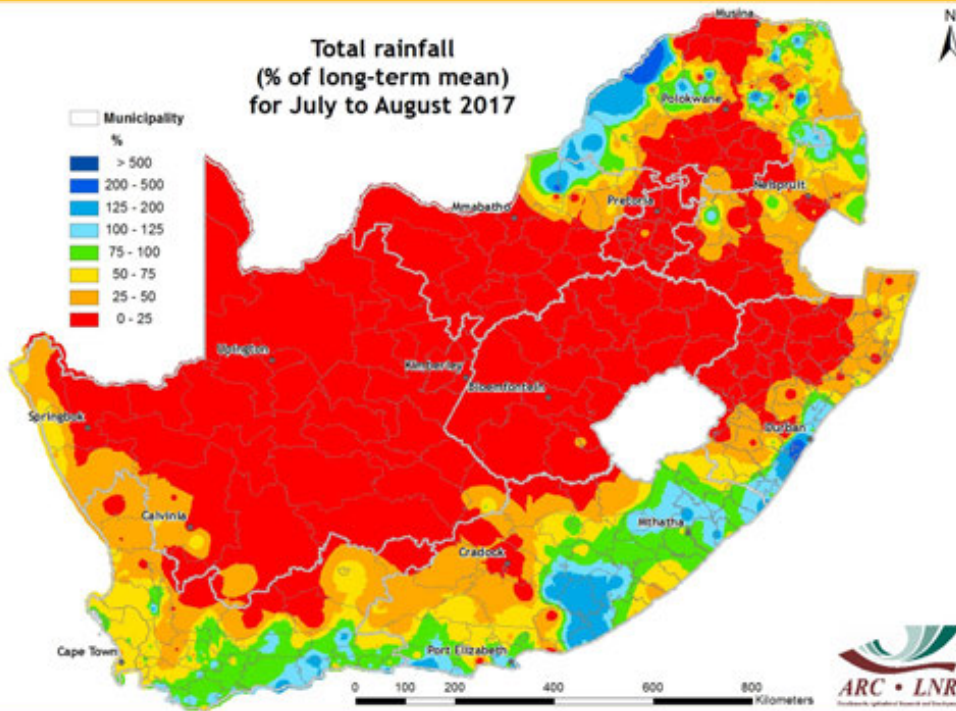 Total rainfall
(% of long-term mean)
for July to August 2017
N
Municipality
%
> 500
200 - 500
125 - 200
100 - 125
75 - 100
50 - 75
25 - 50
0 - 25
Musina
Polokwane
Nelspruit
Mmabatho
Pretoria
Upington
Kimberley
Bloemfontein
Springbok
Durban
Calvinia
Mthatha
Cradock
Cape Town
Port Elizabeth
0 100 200 400 600 800
Kilometers
ARC • LNR